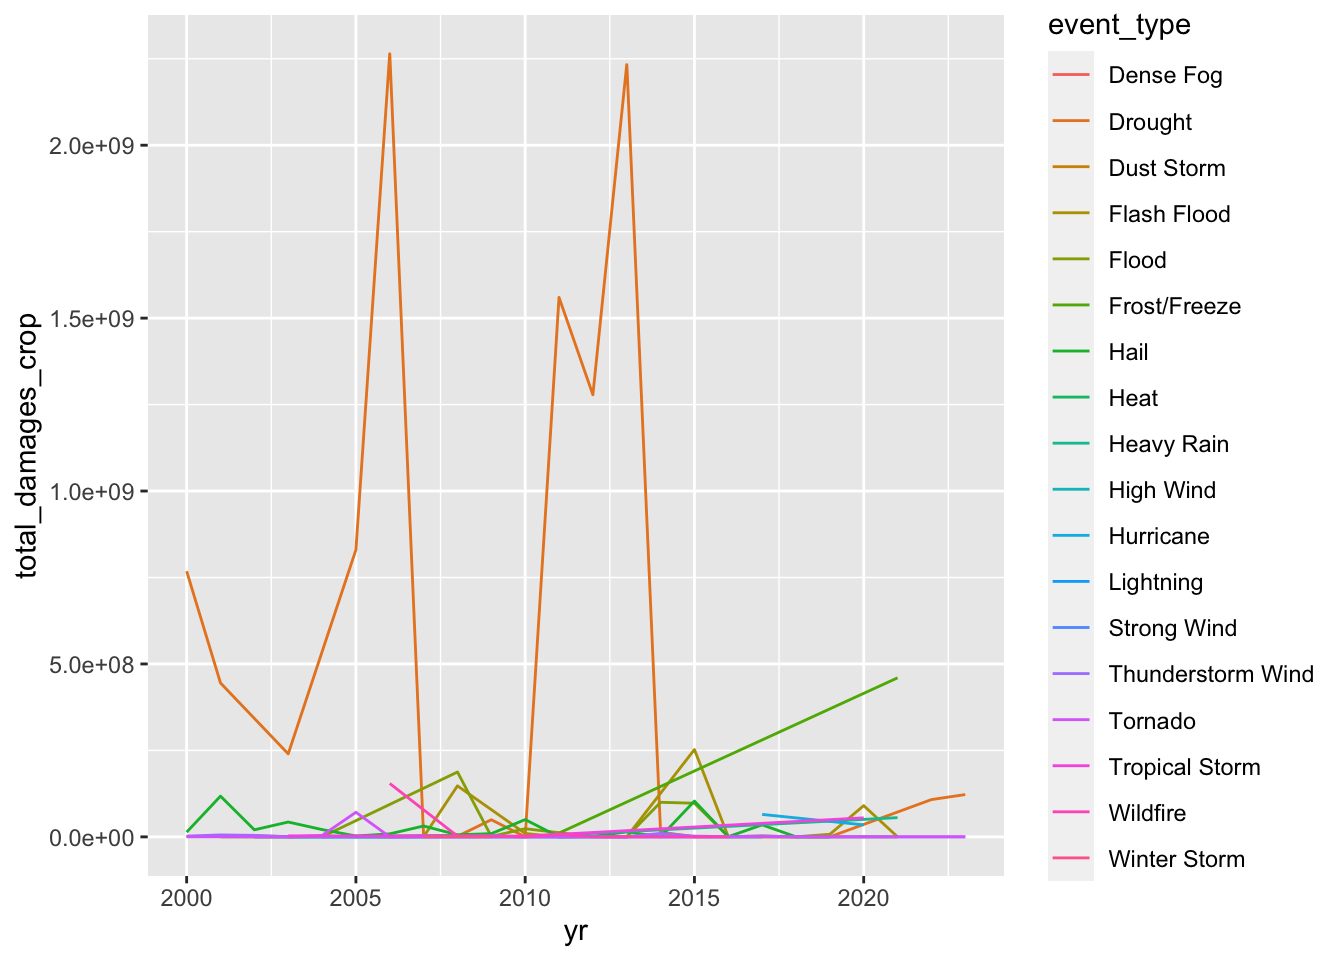 event_type
Dense Fog
Drought
Dust Storm
Flash Flood
Flood
Frost/Freeze
Hail
Heat
Heavy Rain
High Wind
Hurricane
Lightning
Strong Wind
Thunderstorm Wind
Tornado
Tropical Storm
Wildfire
Winter Storm
total_damages_crop
2.0e+09
1.5e+09
1.0e+09
5.0e+08
0.0e+00
2000 2005 2010 2015 2020
yr